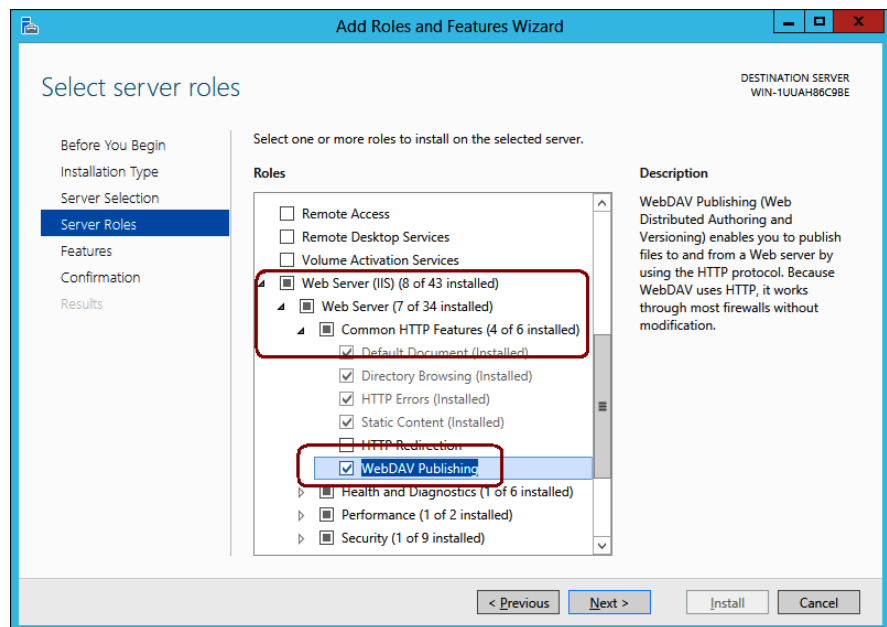 Add Roles and Features Wizard
Select server roles
DESTINATION SERVER
WIN-1UUAH86C9BE
Before You Begin
Installation Type
Server Selection
Server Roles
Features
Confirmation
Results
Select one or more roles to install on the selected server.
Roles
Remote Access
Remote Desktop Services
Volume Activation Services
Web Server (IIS) (8 of 43 installed)
Web Server (7 of 34 installed)
Common HTTP Features (4 of 6 installed)
Default Document (Installed)
Directory Browsing (Installed)
HTTP Errors (Installed)
Static Content (Installed)
HTTP Redirection
WebDAV Publishing
Health and Diagnostics (1 of 6 installed)
Performance (1 of 2 installed)
Security (1 of 9 installed)
Description
WebDAV Publishing (Web
Distributed Authoring and
Versioning) enables you to publish
files to and from a Web server by
using the HTTP protocol. Because
WebDAV uses HTTP, it works
through most firewalls without
modification.
< Previous
Next >
Install
Cancel